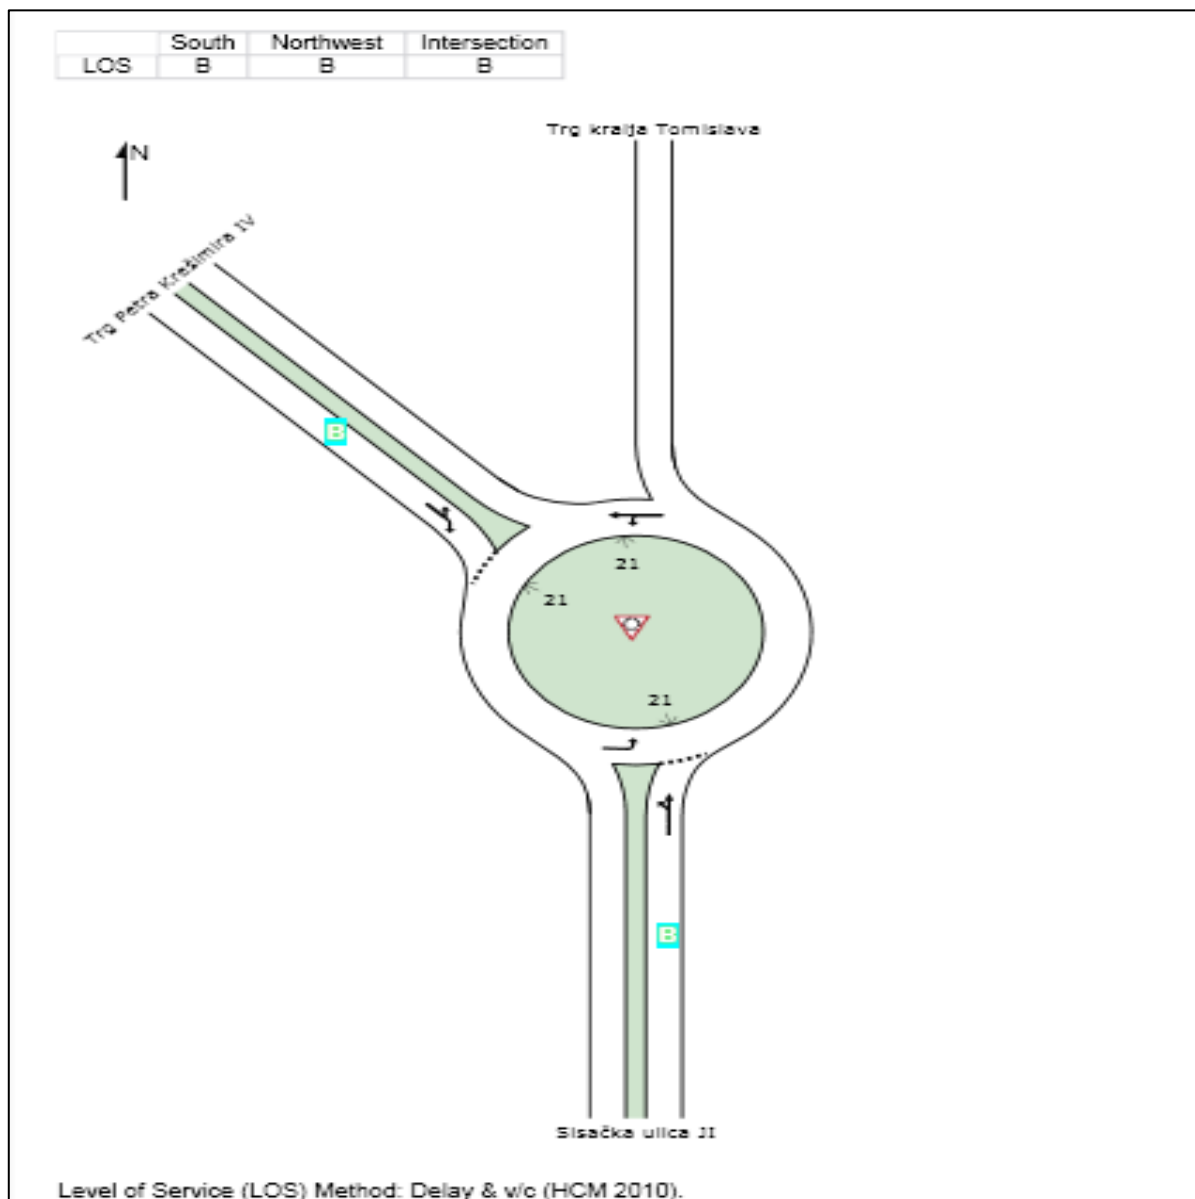 South Northwest Intersection
LOS B B B
Trg kralja Tomislava
N
Trg Petra Krešimira IV
B
21
21
21
B
Sisačka ulica JI
Level of Service (LOS) Method: Delay & v/c (HCM 2010).